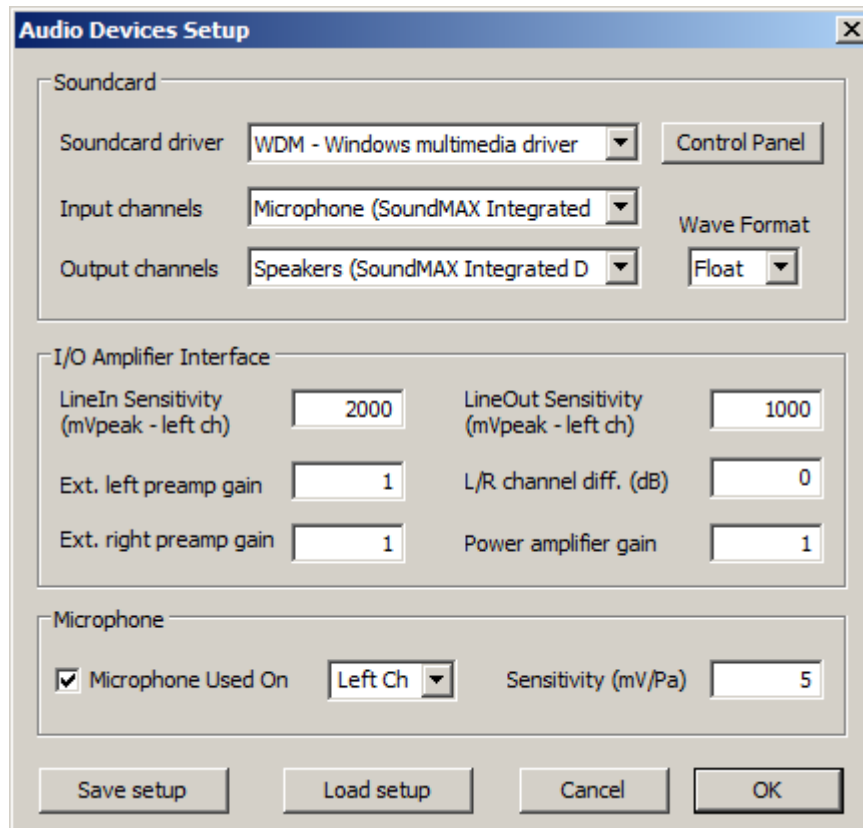 Audio Devices Setup
Soundcard
Soundcard driver WDM - Windows multimedia driver Control Panel
Input channels Microphone (SoundMAX Integrated
Wave Format
Output channels Speakers (SoundMAX Integrated D Float
I/O Amplifier Interface
LineIn Sensitivity
(mVpeak - left ch) 2000
LineOut Sensitivity
(mVpeak - left ch) 1000
Ext. left preamp gain 1 L/R channel diff. (dB) 0
Ext. right preamp gain 1 Power amplifier gain 1
Microphone
Microphone Used On Left Ch Sensitivity (mV/Pa) 5
Save setup Load setup Cancel OK